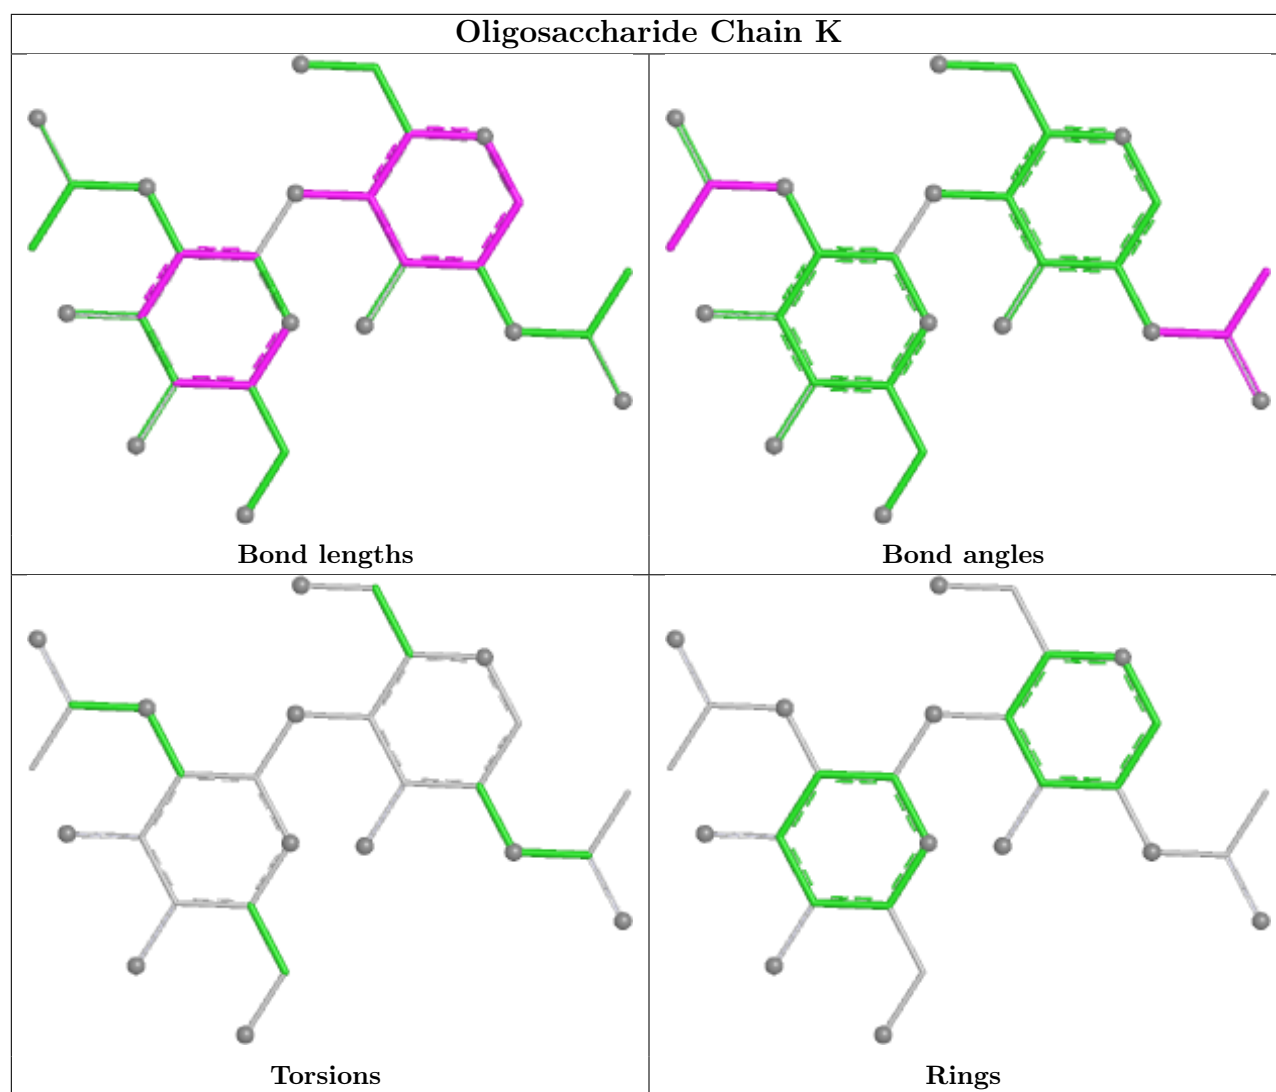 Oligosaccharide Chain K
Bond lengths
Bond angles
Torsions
Rings